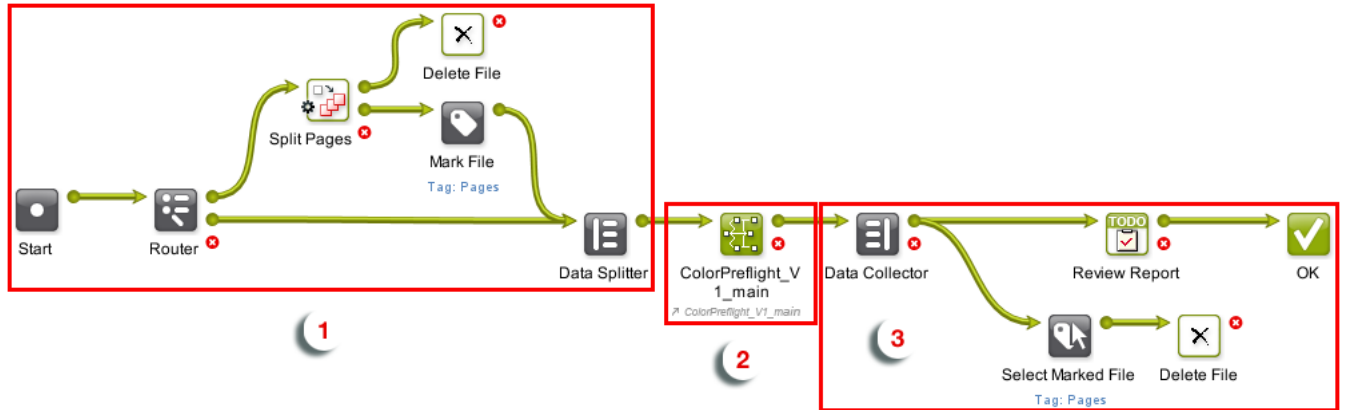 Delete File
Split Pages
Mark File
Tag: Pages
Start
Router
Data Splitter
ColorPreflight_V
1_main
ColorPreflight_V1_main
Data Collector
TODO
Review Report
OK
Select Marked File
Tag: Pages
Delete File
1
2
3